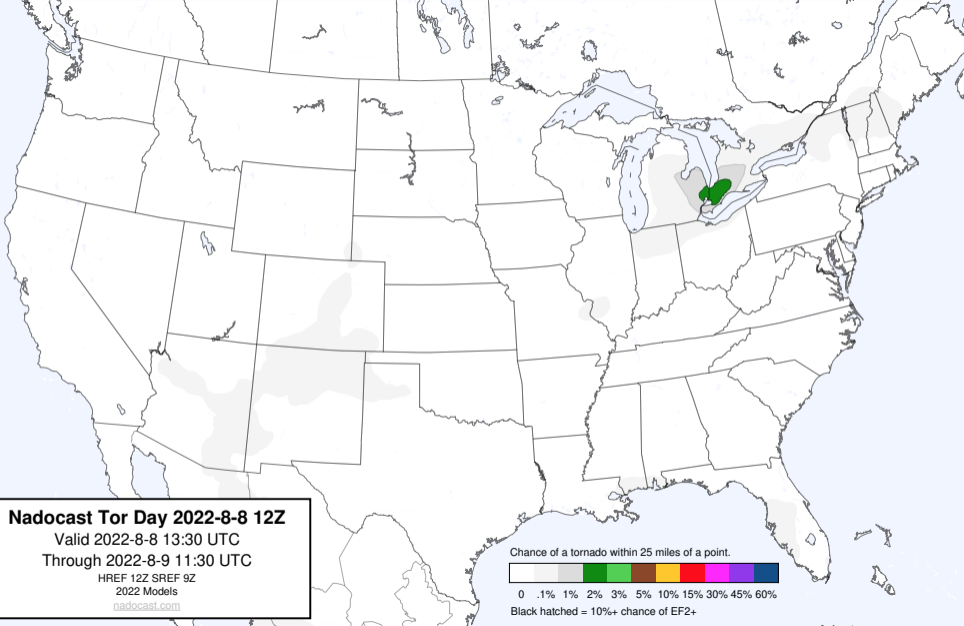 Nadocast Tor Day 2022-8-8 12Z
Valid 2022-8-8 13:30 UTC
Through 2022-8-9 11:30 UTC
HREF 12Z SREF 9Z
2022 Models
nadocast.com
Chance of a tornado within 25 miles of a point.
0 .1% 1% 2% 3% 5% 10% 15% 30% 45% 60%
Black hatched = 10%+ chance of EF2+